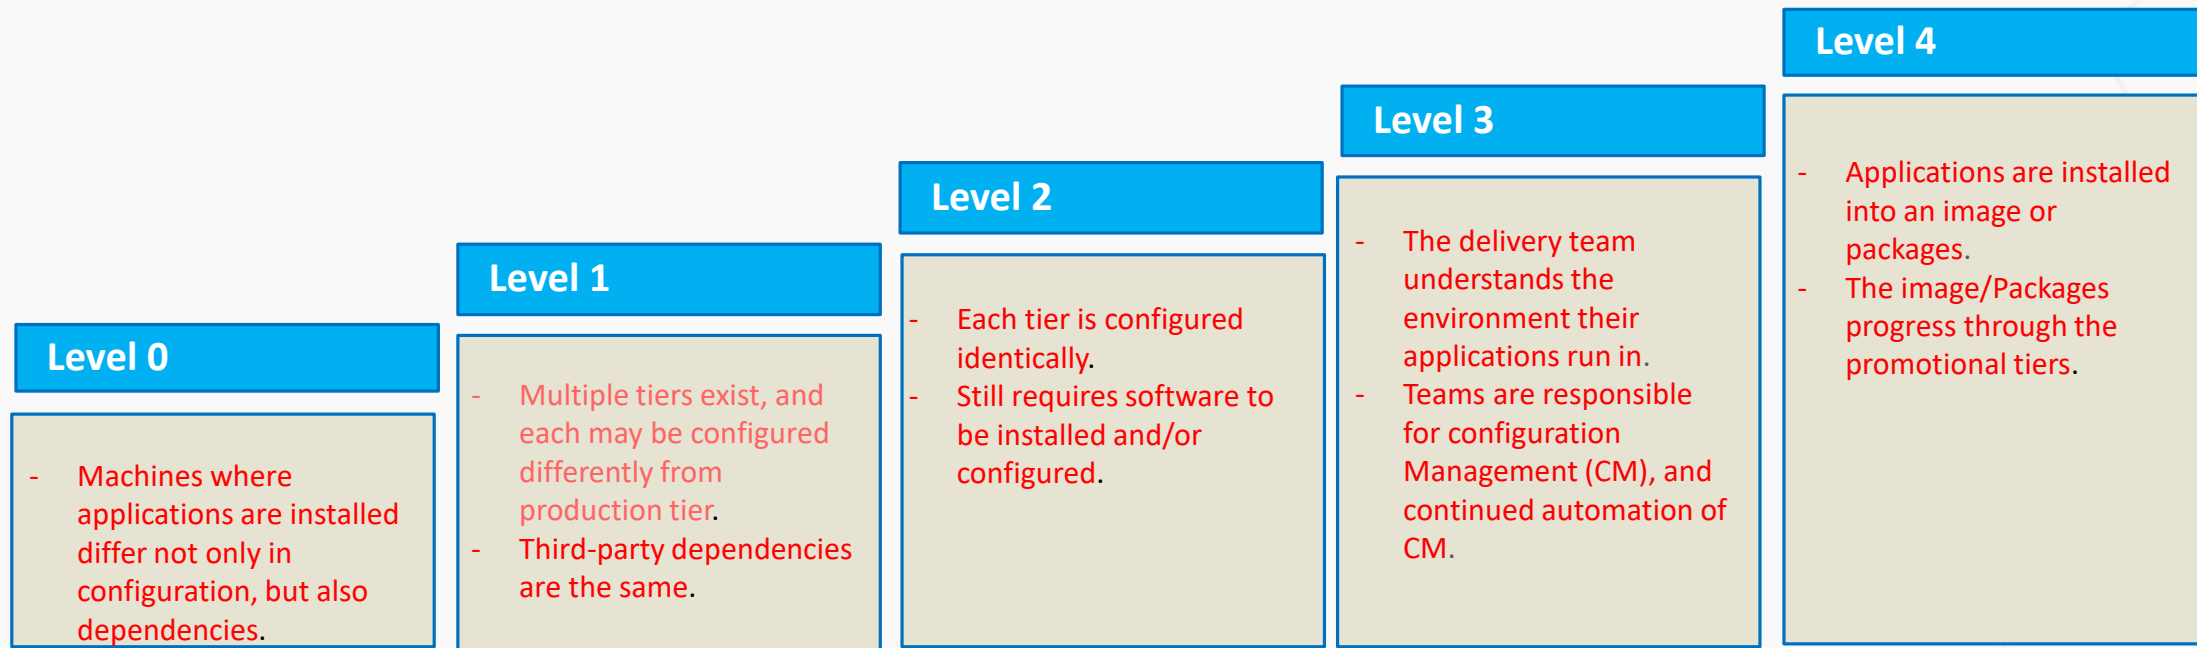 Level 0
- Machines where
applications are installed
differ not only in
configuration, but also
dependencies.
Level 1
- Multiple tiers exist, and
each may be configured
differently from
production tier.
- Third-party dependencies
are the same.
Level 2
- Each tier is configured
identically.
- Still requires software to
be installed and/or
configured.
Level 3
- The delivery team
understands the
environment their
applications run in.
- Teams are responsible
for configuration
Management (CM), and
continued automation of
CM.
Level 4
- Applications are installed
into an image or
packages.
- The image/Packages
progress through the
promotional tiers.